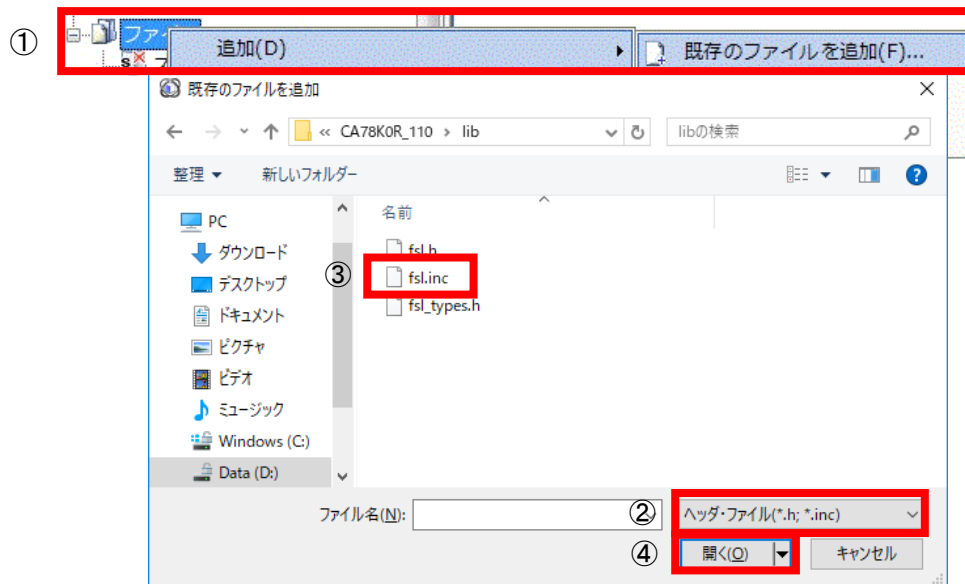 ①
ファイ
追加(D)
既存のファイルを追加(F)...
既存のファイルを追加
« CA78K0R_110 › lib
libの検索
整理
新しいフォルダー
名前
PC
ダウンロード
デスクトップ
ドキュメント
ピクチャ
ビデオ
ミュージック
Windows (C:)
Data (D:)
fsl.h
③
fsl.inc
fsl_types.h
ファイル名(N):
②
ヘッダ・ファイル(*.h; *.inc)
④
開く(O)
キャンセル